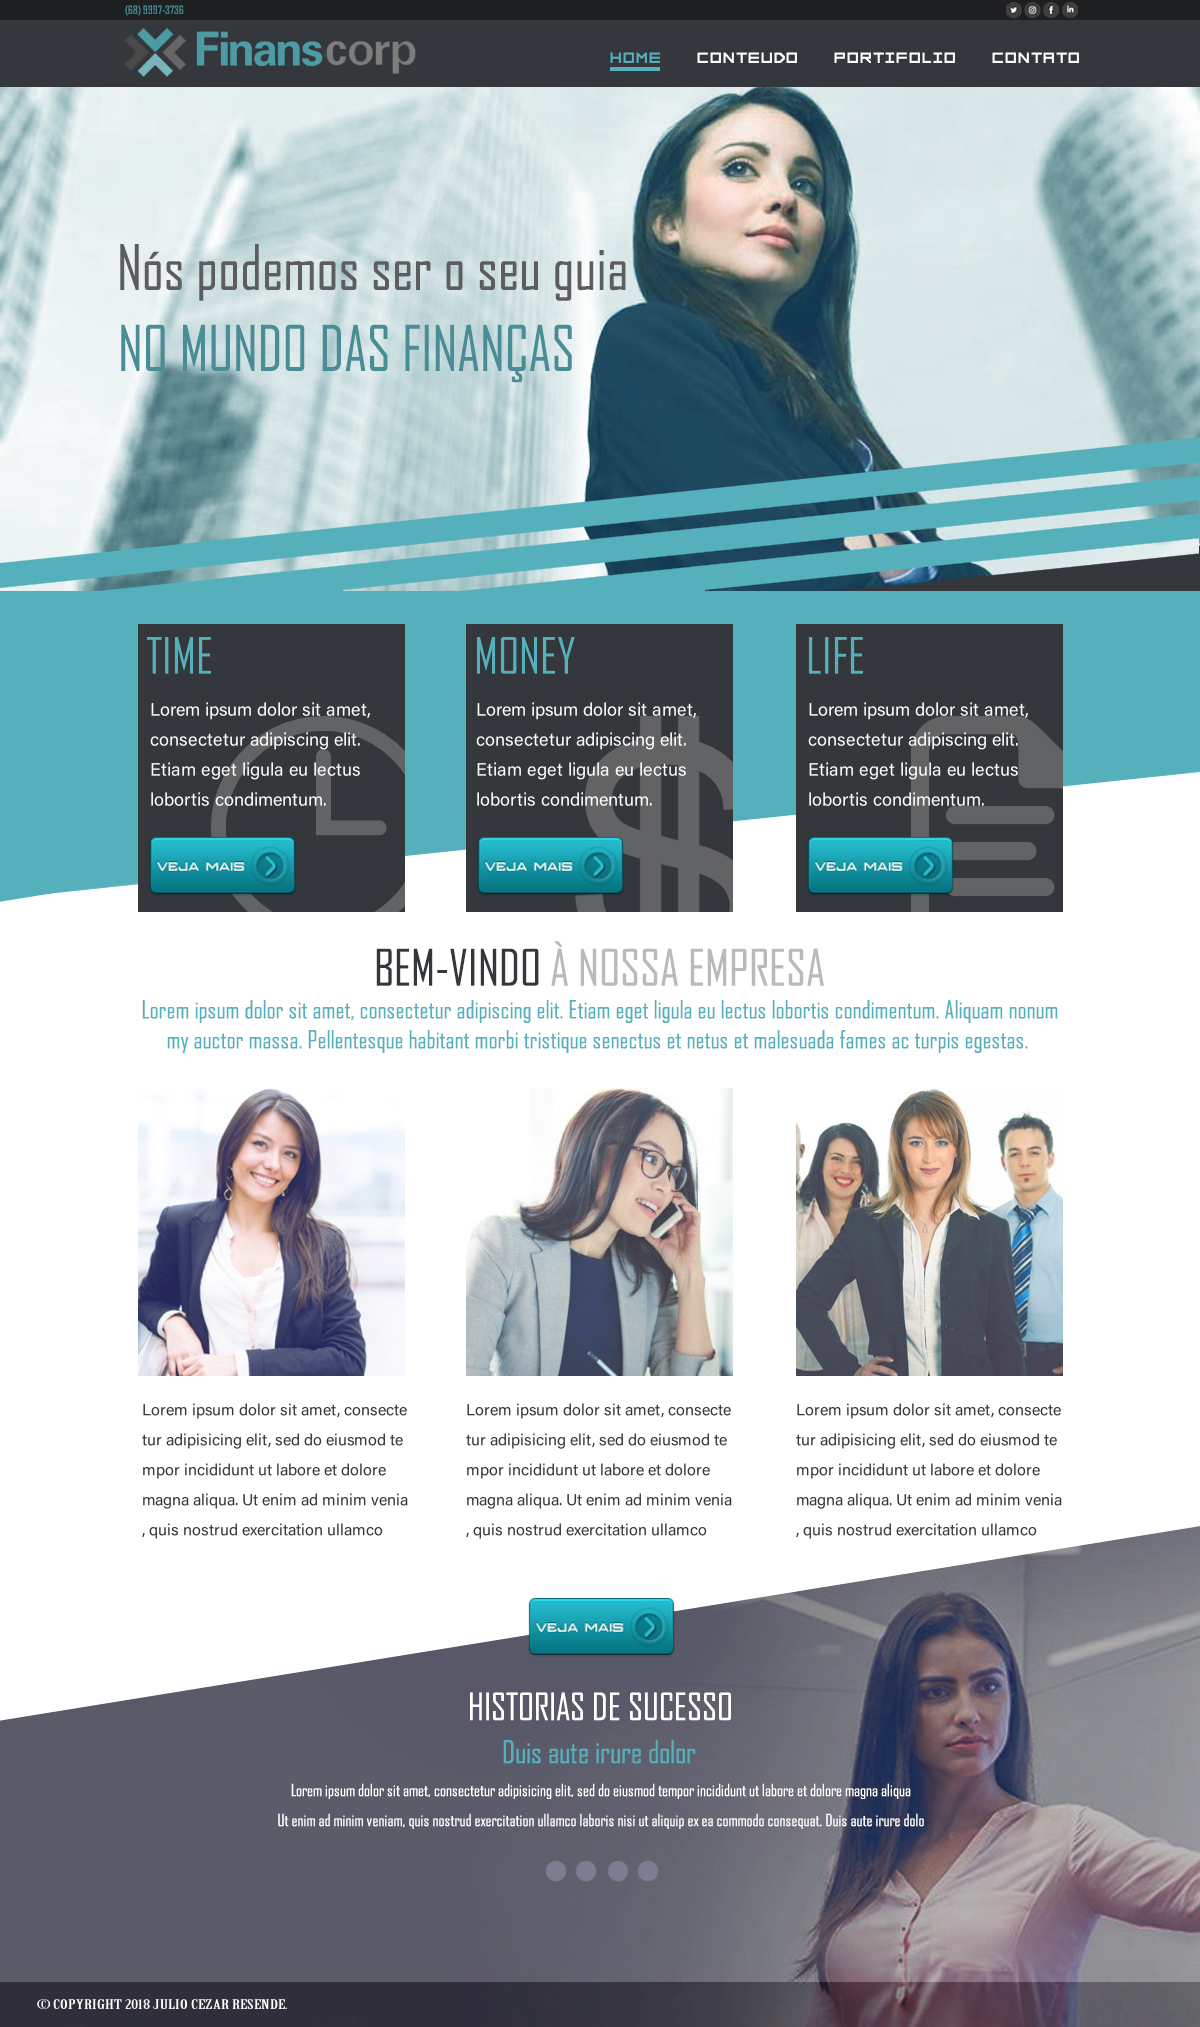 (68) 9997-3736
Finanscorp
HOME CONTEUDO PORTIFOLIO CONTATO
Nós podemos ser o seu guia
NO MUNDO DAS FINANÇAS
TIME
Lorem ipsum dolor sit amet,
consectetur adipiscing elit.
Etiam eget ligula eu lectus
lobortis condimentum.
VEJA MAIS
MONEY
Lorem ipsum dolor sit amet,
consectetur adipiscing elit.
Etiam eget ligula eu lectus
lobortis condimentum.
VEJA MAIS
LIFE
Lorem ipsum dolor sit amet,
consectetur adipiscing elit.
Etiam eget ligula eu lectus
lobortis condimentum.
VEJA MAIS
BEM-VINDO À NOSSA EMPRESA
Lorem ipsum dolor sit amet, consectetur adipiscing elit. Etiam eget ligula eu lectus lobortis condimentum. Aliquam nonum
my auctor massa. Pellentesque habitant morbi tristique senectus et netus et malesuada fames ac turpis egestas.
Lorem ipsum dolor sit amet, consecte
tur adipisicing elit, sed do eiusmod te
mpor incididunt ut labore et dolore
magna aliqua. Ut enim ad minim venia
, quis nostrud exercitation ullamco
Lorem ipsum dolor sit amet, consecte
tur adipisicing elit, sed do eiusmod te
mpor incididunt ut labore et dolore
magna aliqua. Ut enim ad minim venia
, quis nostrud exercitation ullamco
Lorem ipsum dolor sit amet, consecte
tur adipisicing elit, sed do eiusmod te
mpor incididunt ut labore et dolore
magna aliqua. Ut enim ad minim venia
, quis nostrud exercitation ullamco
VEJA MAIS
HISTORIAS DE SUCESSO
Duis aute irure dolor
Lorem ipsum dolor sit amet, consectetur adipisicing elit, sed do eiusmod tempor incididunt ut labore et dolore magna aliqua
Ut enim ad minim veniam, quis nostrud exercitation ullamco laboris nisi ut aliquip ex ea commodo consequat. Duis aute irure dolo
© COPYRIGHT 2018 JULIO CEZAR RESENDE.